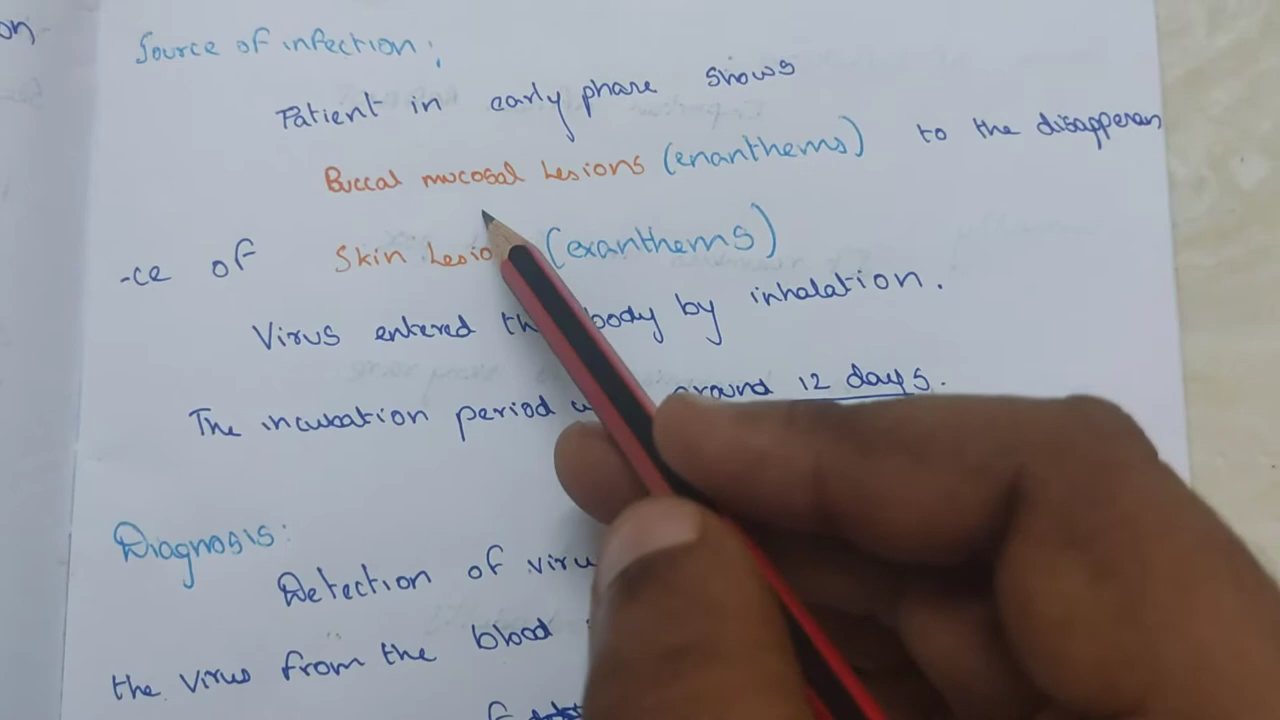 on
Source of infection:
Patient in early phase shows
Buccal mucosal Lesions (enanthems) to the disapperan
-ce of Skin Lesio (exanthems)
Virus entered th body by inhalation.
The incubation period around 12 days.
Diagnosis:
Detection of viru
the virus from the blood